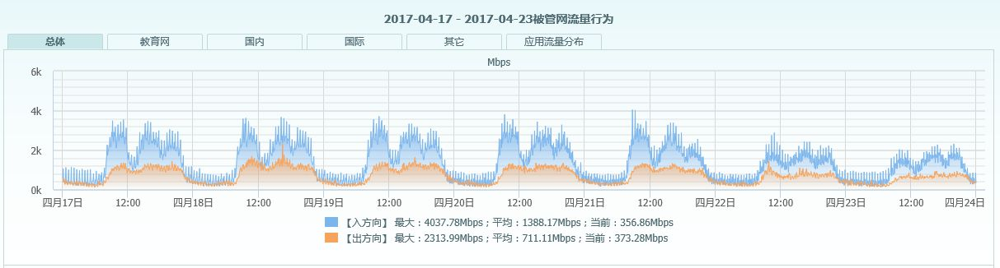 2017-04-17 - 2017-04-23被管网流量行为
总体 教育网 国内 国际 其它 应用流量分布
Mbps
6k
4k
2k
0k
四月17日 12:00 四月18日 12:00 四月19日 12:00 四月20日 12:00 四月21日 12:00 四月22日 12:00 四月23日 12:00 四月24日
【入方向】 最大：4037.78Mbps；平均：1388.17Mbps；当前：356.86Mbps
【出方向】 最大：2313.99Mbps；平均：711.11Mbps；当前：373.28Mbps